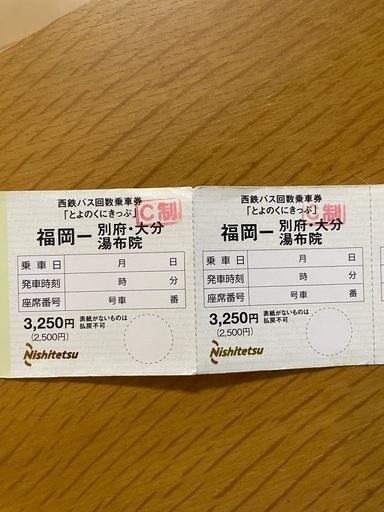 西鉄バス回数乗車券
「とよのくにきっぷ」
C制
福岡ー別府・大分
湯布院
乗車日 月 日
発車時刻 時 分
座席番号 号車 番
3,250円 表紙がないものは
(2,500円) 払戻不可
Nishitetsu
西鉄バス回数乗車券
「とよのくにきっぷ」
C制
福岡ー別府・大分
湯布院
乗車日 月 日
発車時刻 時 分
座席番号 号車 番
3,250円 表紙がないものは
(2,500円) 払戻不可
Nishitetsu